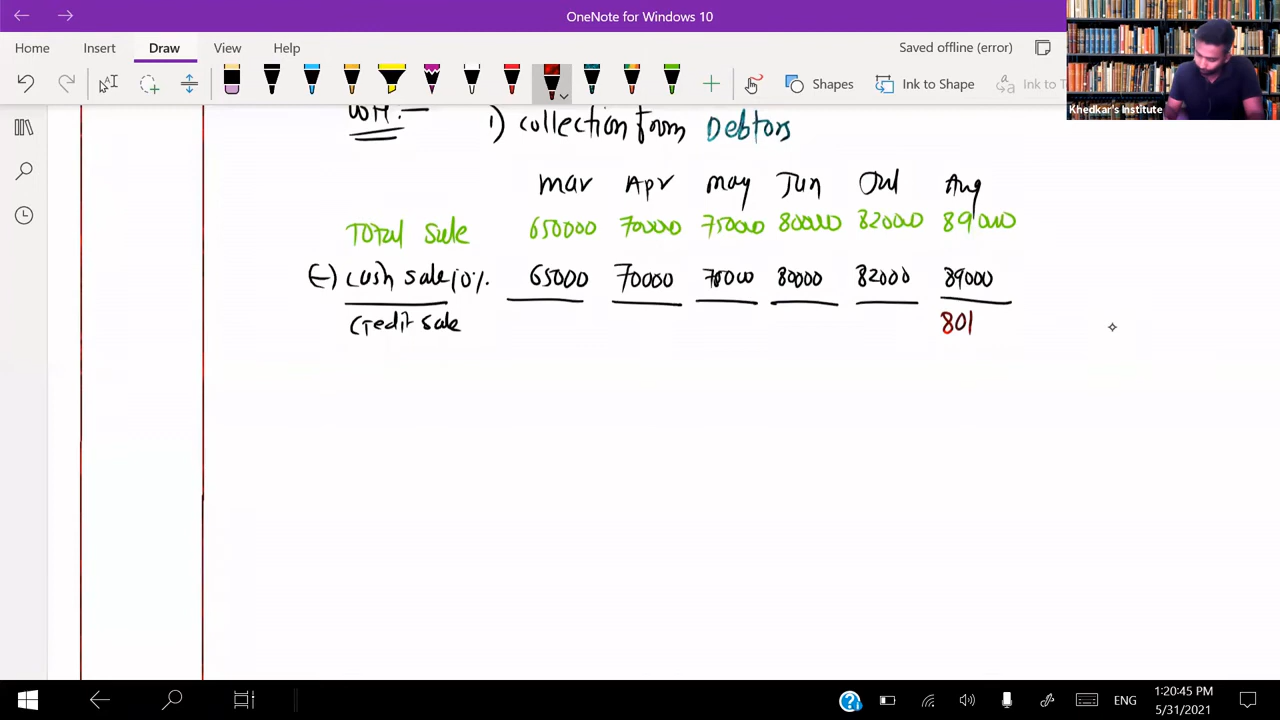 OneNote for Windows 10
Home Insert Draw View Help Saved offline (error)
Shapes Ink to Shape Ink to T
Khedkar's Institute
1) Collection from Debtors
Mar Apr May Jun Jul Aug
Total Sale 650000 700000 750000 800000 820000 890000
(-) Cash sale 10%. 65000 70000 75000 80000 82000 89000
Credit sale 801
ENG
1:20:45 PM
5/31/2021